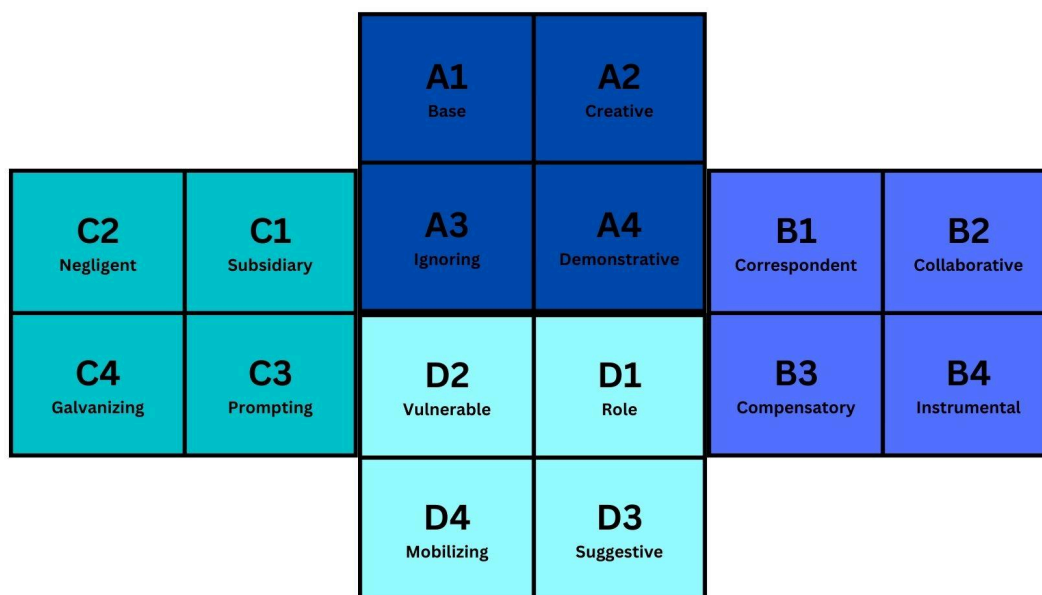 A1
Base
A2
Creative
C2
Negligent
C1
Subsidiary
A3
Ignoring
A4
Demonstrative
B1
Correspondent
B2
Collaborative
C4
Galvanizing
C3
Prompting
D2
Vulnerable
D1
Role
B3
Compensatory
B4
Instrumental
D4
Mobilizing
D3
Suggestive